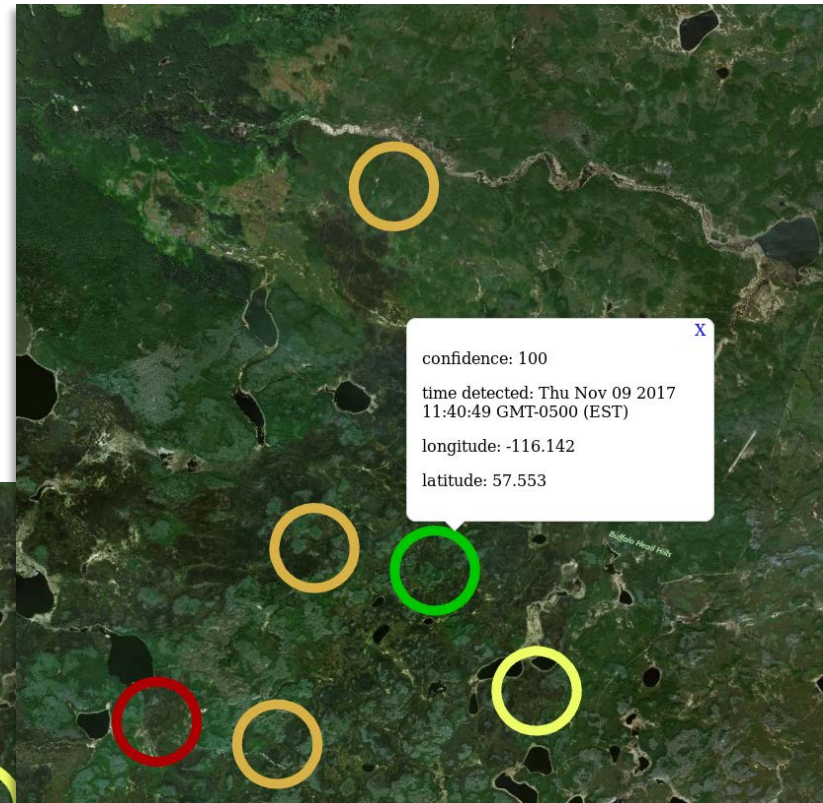 X
confidence: 100
time detected: Thu Nov 09 2017
11:40:49 GMT-0500 (EST)
longitude: -116.142
latitude: 57.553
Buffalo Head Hills